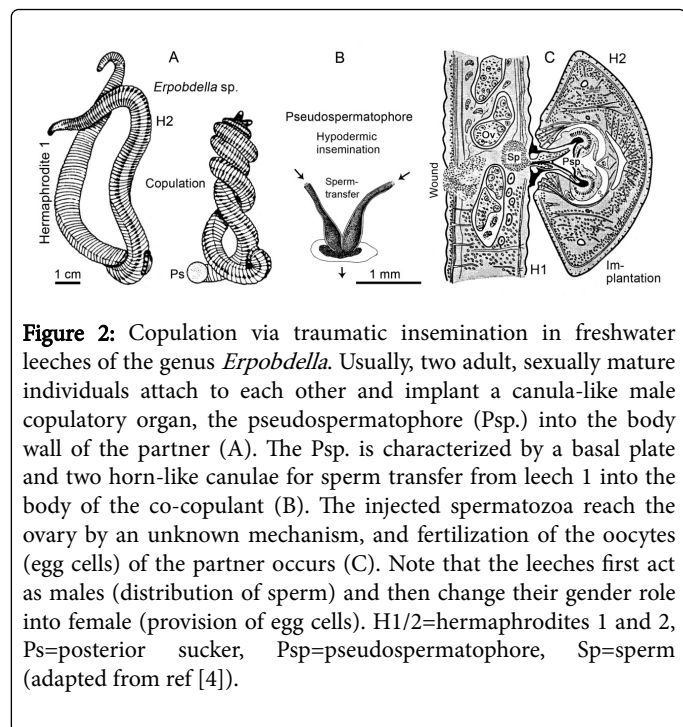 A
B
C
H2
Erpobdella sp.
H2
Hermaphrodite 1
Copulation
Ps
1 cm
Pseudospermatophore
Hypodermic
insemination
Sperm-
transfer
1 mm
Wound
Ov
Sp
Psp.
H1
Im-
plantation
Figure 2: Copulation via traumatic insemination in freshwater
leeches of the genus Erpobdella. Usually, two adult, sexually mature
individuals attach to each other and implant a canula-like male
copulatory organ, the pseudospermatophore (Psp.) into the body
wall of the partner (A). The Psp. is characterized by a basal plate
and two horn-like canulae for sperm transfer from leech 1 into the
body of the co-copulant (B). The injected spermatozoa reach the
ovary by an unknown mechanism, and fertilization of the oocytes
(egg cells) of the partner occurs (C). Note that the leeches first act
as males (distribution of sperm) and then change their gender role
into female (provision of egg cells). H1/2=hermaphrodites 1 and 2,
Ps=posterior sucker, Psp=pseudospermatophore, Sp=sperm
(adapted from ref [4]).